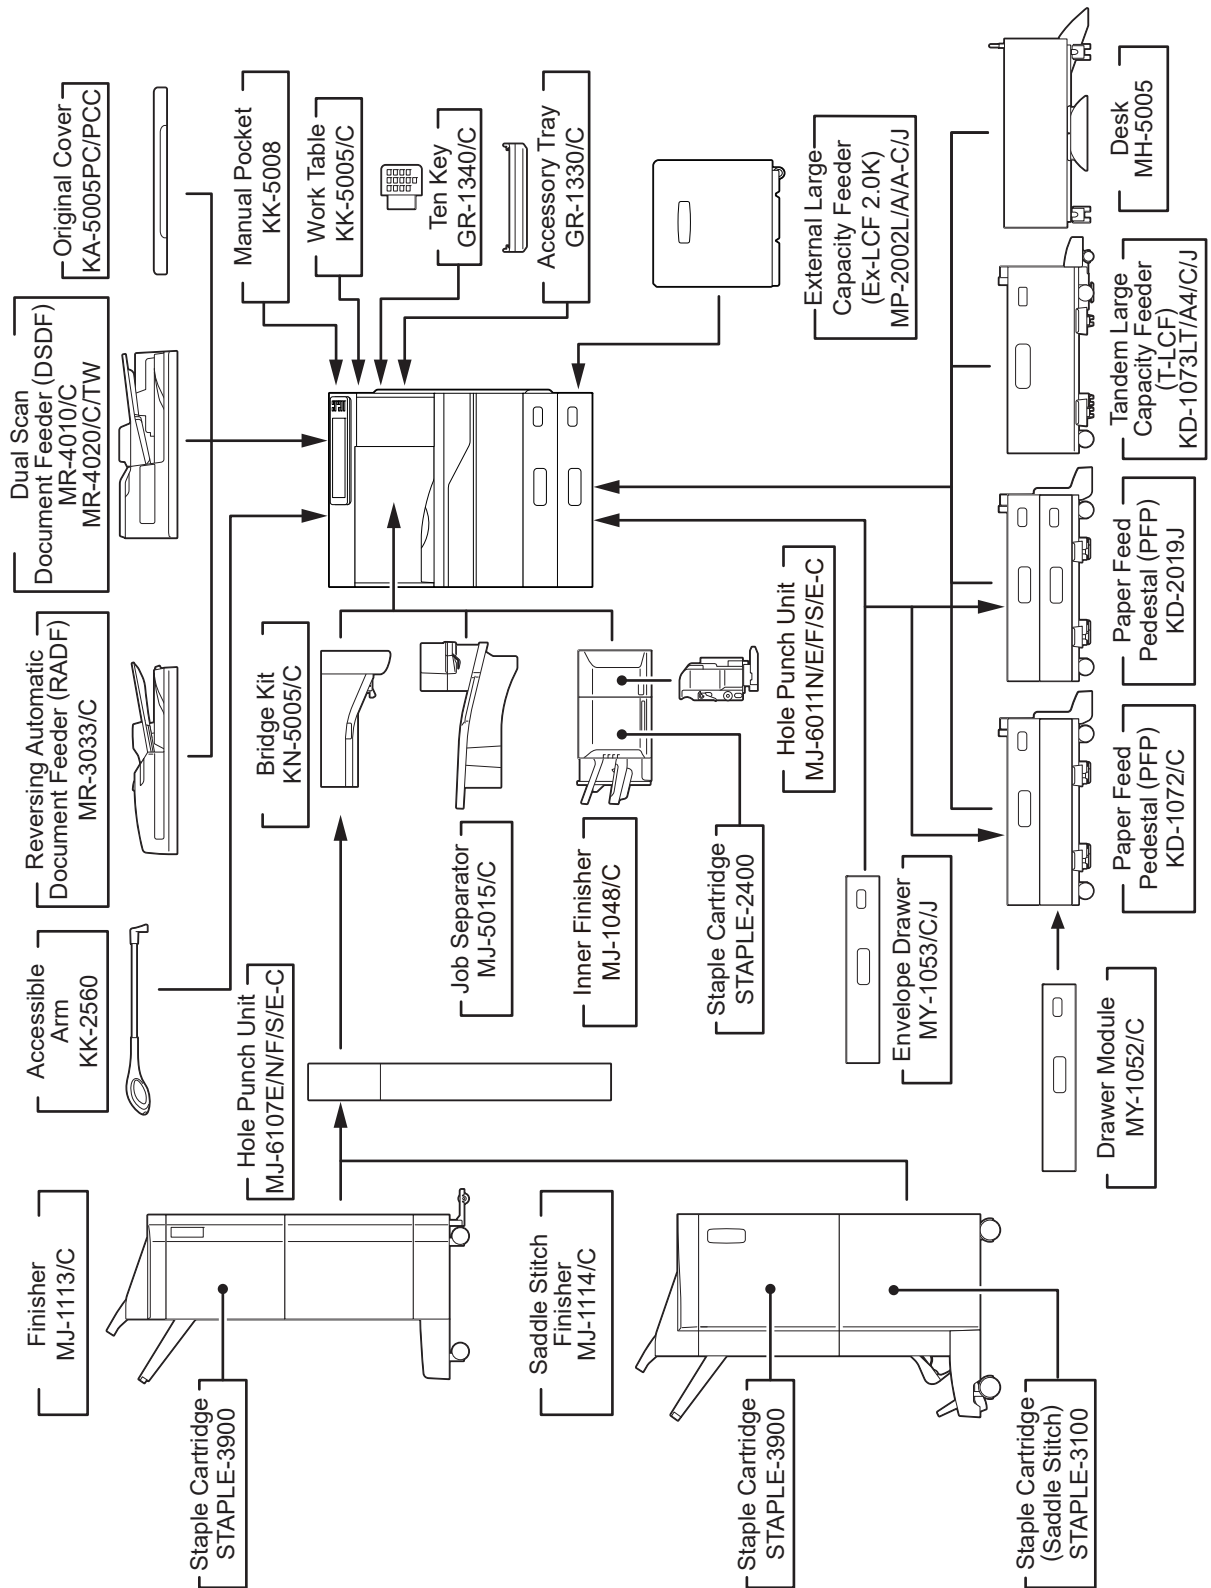 Finisher
MJ-1113/C
Staple Cartridge
STAPLE-3900
Accessible
Arm
KK-2560
Reversing Automatic
Document Feeder (RADF)
MR-3033/C
Dual Scan
Document Feeder (DSDF)
MR-4010/C
MR-4020/C/TW
Original Cover
KA-5005PC/PCC
Manual Pocket
KK-5008
Work Table
KK-5005/C
Ten Key
GR-1340/C
Accessory Tray
GR-1330/C
Hole Punch Unit
MJ-6107E/N/F/S/E-C
Bridge Kit
KN-5005/C
Job Separator
MJ-5015/C
Inner Finisher
MJ-1048/C
Staple Cartridge
STAPLE-2400
Hole Punch Unit
MJ-6011N/E/F/S/E-C
External Large
Capacity Feeder
(Ex-LCF 2.0K)
MP-2002L/A/A-C/J
Saddle Stitch
Finisher
MJ-1114/C
Staple Cartridge
STAPLE-3900
Staple Cartridge
(Saddle Stitch)
STAPLE-3100
Envelope Drawer
MY-1053/C/J
Drawer Module
MY-1052/C
Paper Feed
Pedestal (PFP)
KD-1072/C
Paper Feed
Pedestal (PFP)
KD-2019J
Tandem Large
Capacity Feeder
(T-LCF)
KD-1073LT/A4/C/J
Desk
MH-5005